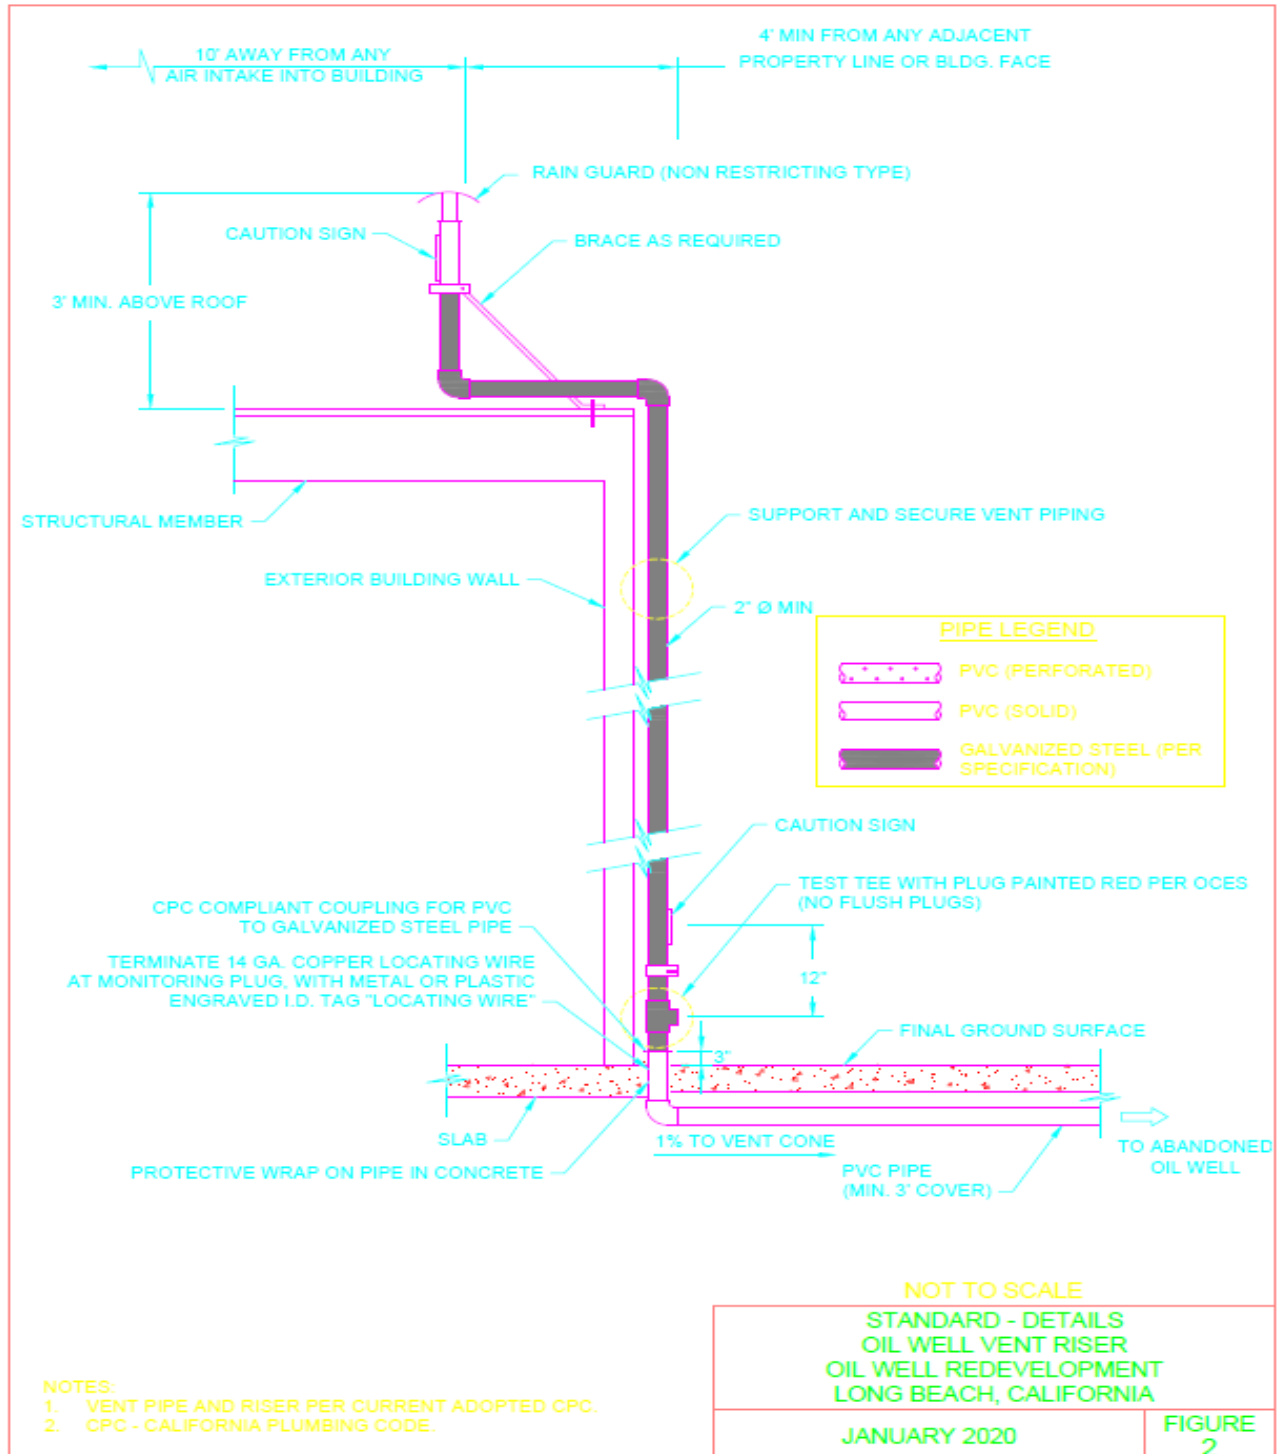 10' AWAY FROM ANY
AIR INTAKE INTO BUILDING
4' MIN FROM ANY ADJACENT
PROPERTY LINE OR BLDG. FACE
RAIN GUARD (NON RESTRICTING TYPE)
CAUTION SIGN
BRACE AS REQUIRED
3' MIN. ABOVE ROOF
STRUCTURAL MEMBER
SUPPORT AND SECURE VENT PIPING
EXTERIOR BUILDING WALL
2" Ø MIN
PIPE LEGEND
PVC (PERFORATED)
PVC (SOLID)
GALVANIZED STEEL (PER
SPECIFICATION)
CAUTION SIGN
TEST TEE WITH PLUG PAINTED RED PER OCES
(NO FLUSH PLUGS)
CPC COMPLIANT COUPLING FOR PVC
TO GALVANIZED STEEL PIPE
TERMINATE 14 GA. COPPER LOCATING WIRE
AT MONITORING PLUG, WITH METAL OR PLASTIC
ENGRAVED I.D. TAG "LOCATING WIRE"
12"
FINAL GROUND SURFACE
3"
SLAB
1% TO VENT CONE
TO ABANDONED
OIL WELL
PROTECTIVE WRAP ON PIPE IN CONCRETE
PVC PIPE
(MIN. 3' COVER)
NOT TO SCALE
STANDARD - DETAILS
OIL WELL VENT RISER
OIL WELL REDEVELOPMENT
LONG BEACH, CALIFORNIA
JANUARY 2020
FIGURE
2
NOTES:
1. VENT PIPE AND RISER PER CURRENT ADOPTED CPC.
2. CPC - CALIFORNIA PLUMBING CODE.